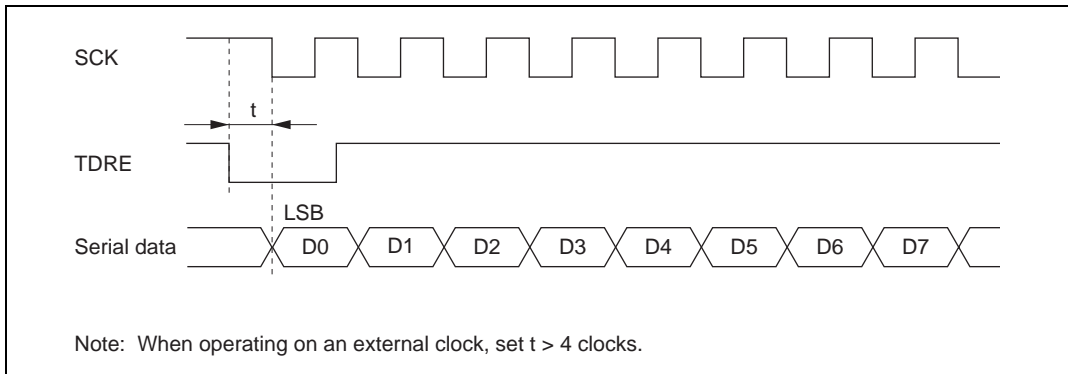 SCK
t
TDRE
LSB
Serial data
D0 D1 D2 D3 D4 D5 D6 D7
Note: When operating on an external clock, set t > 4 clocks.